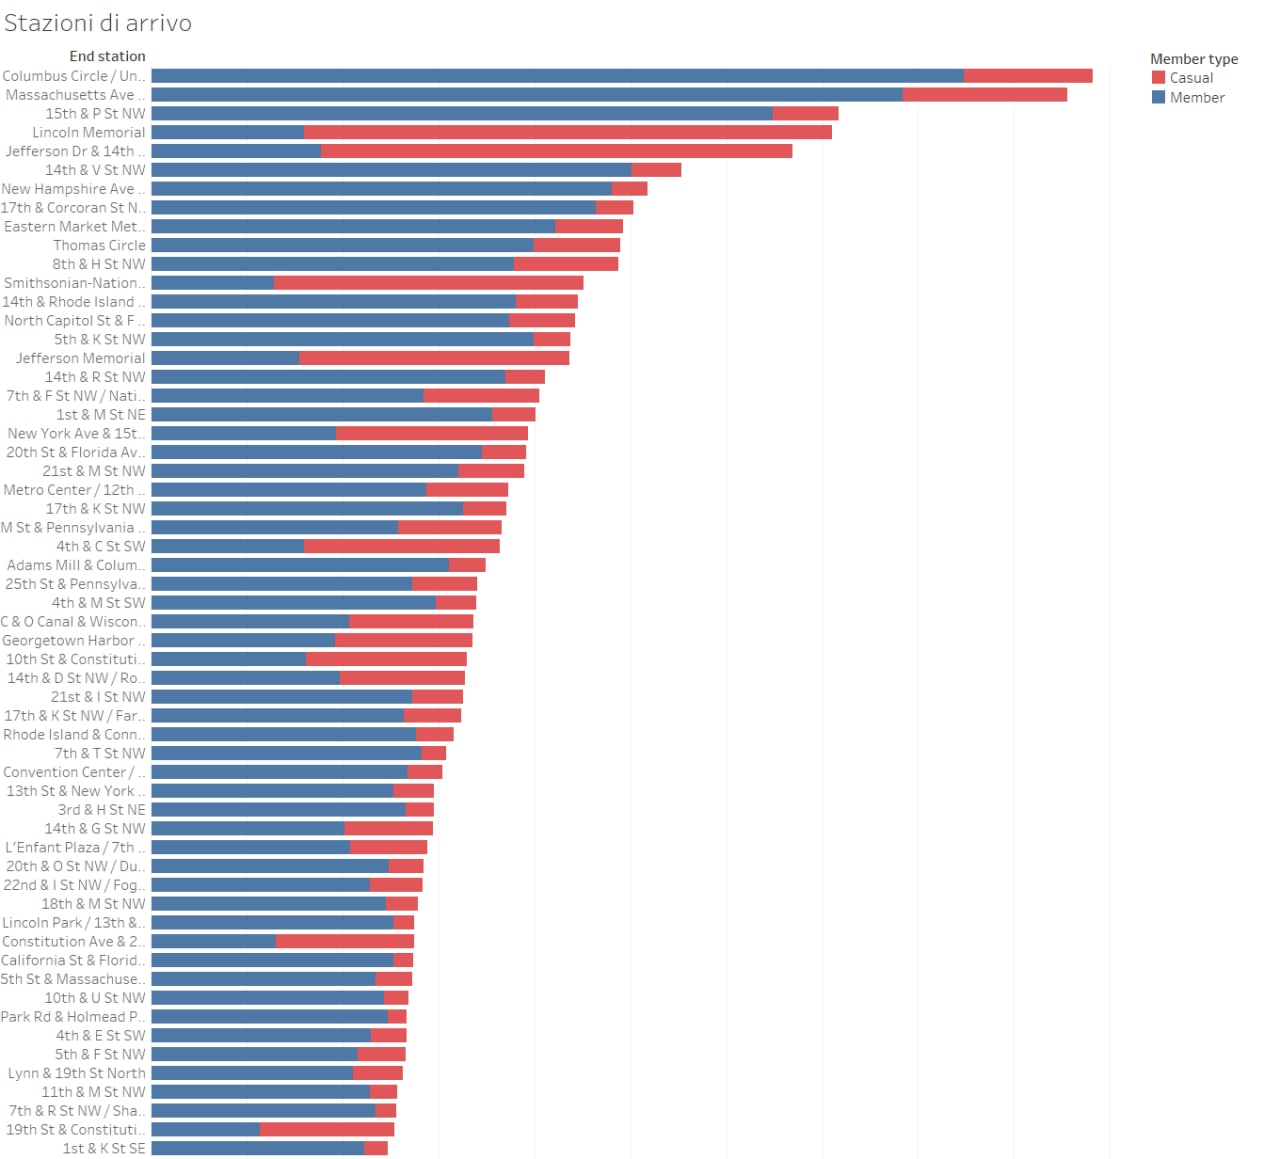 Stazioni di arrivo
End station
Member type
Casual
Member
Columbus Circle / Un..
Massachusetts Ave ..
15th & P St NW
Lincoln Memorial
Jefferson Dr & 14th ..
14th & V St NW
New Hampshire Ave ..
17th & Corcoran St N..
Eastern Market Met..
Thomas Circle
8th & H St NW
Smithsonian-Nation..
14th & Rhode Island ..
North Capitol St & F ..
5th & K St NW
Jefferson Memorial
14th & R St NW
7th & F St NW / Nati..
1st & M St NE
New York Ave & 15t..
20th St & Florida Av..
21st & M St NW
Metro Center / 12th ..
17th & K St NW
M St & Pennsylvania ..
4th & C St SW
Adams Mill & Colum..
25th St & Pennsylva..
4th & M St SW
C & O Canal & Wiscon..
Georgetown Harbor ..
10th St & Constituti..
14th & D St NW / Ro..
21st & I St NW
17th & K St NW / Far..
Rhode Island & Conn..
7th & T St NW
Convention Center / ..
13th St & New York ..
3rd & H St NE
14th & G St NW
L'Enfant Plaza / 7th ..
20th & O St NW / Du..
22nd & I St NW / Fog..
18th & M St NW
Lincoln Park / 13th &..
Constitution Ave & 2..
California St & Florid..
5th St & Massachuse..
10th & U St NW
Park Rd & Holmead P..
4th & E St SW
5th & F St NW
Lynn & 19th St North
11th & M St NW
7th & R St NW / Sha..
19th St & Constituti..
1st & K St SE